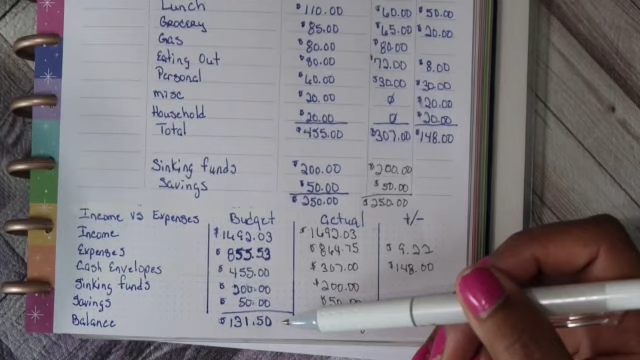 Lunch $110.00 $60.00 $50.00
Grocery $85.00 $65.00 $20.00
Gas $80.00 $80.00
Eating Out $80.00 $72.00 $8.00
Personal $60.00 $30.00 $30.00
misc $20.00 Ø $20.00
Household $20.00 Ø $20.00
Total $455.00 $307.00 $148.00
Sinking funds $200.00 $200.00
Savings $50.00 $50.00
$250.00 $250.00
Income vs Expenses Budget Actual +/-
Income $1692.03 $1692.03
Expenses $855.53 $864.75 $9.22
Cash Envelopes $455.00 $307.00 $148.00
Sinking funds $200.00 $200.00
Savings $50.00 $50.00
Balance $131.50